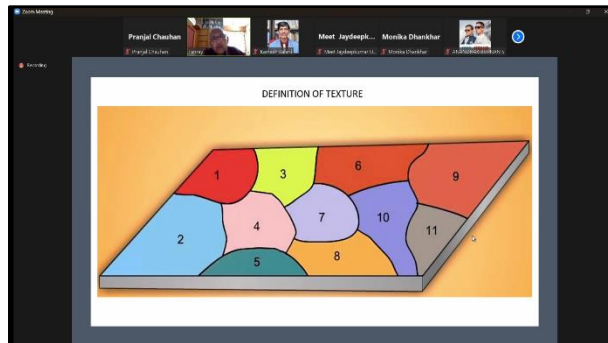 Zoom Meeting
Pranjal Chauhan
Meet Jaydeepk...
Monika Dhankhar
Pranjal Chauhan
Monika Dhankhar
Recording
DEFINITION OF TEXTURE
1
3
6
9
2
4
7
10
11
5
8